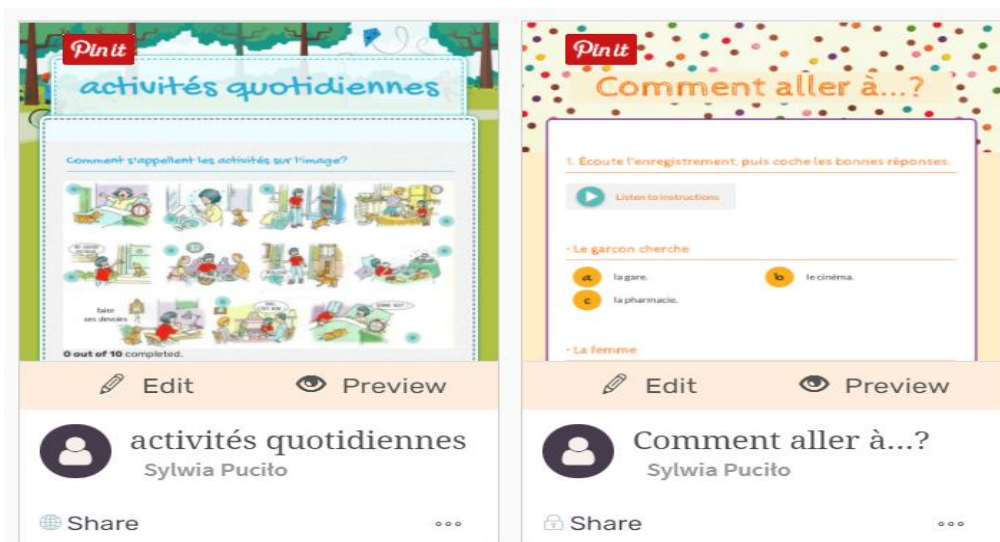 Pin it
activités quotidiennes
Comment s'appellent les activités sur l'image?
faire
ses devoirs
0 out of 10 completed.
Edit
Preview
activités quotidiennes
Sylwia Puciło
Share
Pin it
Comment aller à...?
1. Écoute l'enregistrement, puis coche les bonnes réponses.
Listen to instructions
• Le garçon cherche
a la gare.
b le cinéma.
c la pharmacie.
• La femme
Edit
Preview
Comment aller à...?
Sylwia Puciło
Share